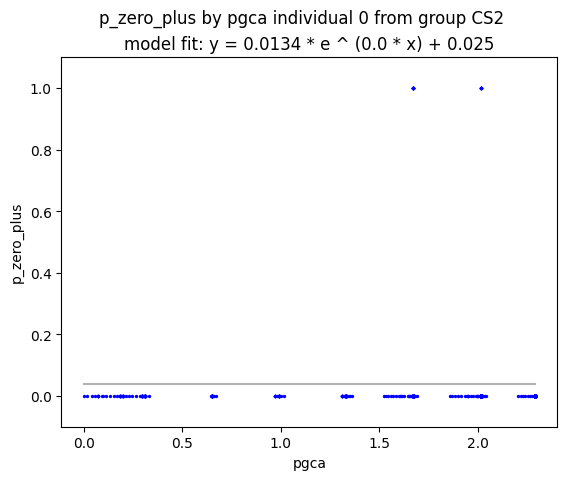 p_zero_plus by pgca individual 0 from group CS2
model fit: y = 0.0134 * e ^ (0.0 * x) + 0.025
1.0
0.8
0.6
0.4
0.2
0.0
p_zero_plus
0.0 0.5 1.0 1.5 2.0
pgca